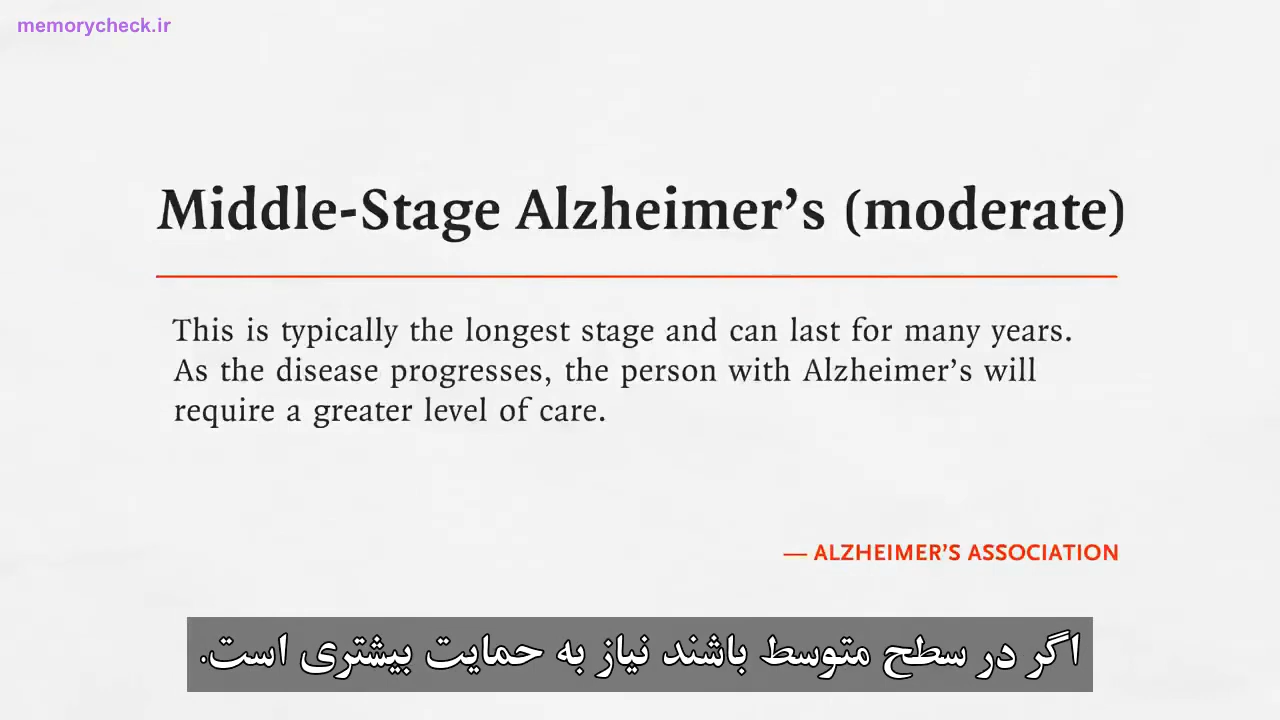 memorycheck.ir
Middle-Stage Alzheimer’s (moderate)
This is typically the longest stage and can last for many years.
As the disease progresses, the person with Alzheimer’s will
require a greater level of care.
— ALZHEIMER’S ASSOCIATION
اگر در سطح متوسط باشند نیاز به حمایت بیشتری است.